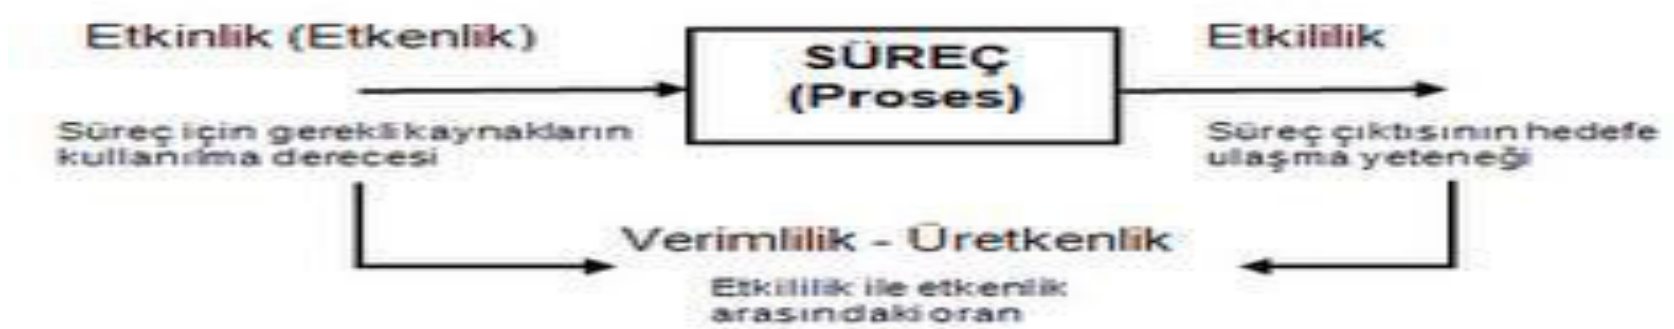 Etkinlik (Etkenlik)
SÜREÇ
(Proses)
Etkililik
Süreç için gerekli kaynakların
kullanılma derecesi
Süreç çıktısının hedefe
ulaşma yeteneği
Verimlilik - Üretkenlik
Etkililik ile etkenlik
arasındaki oran